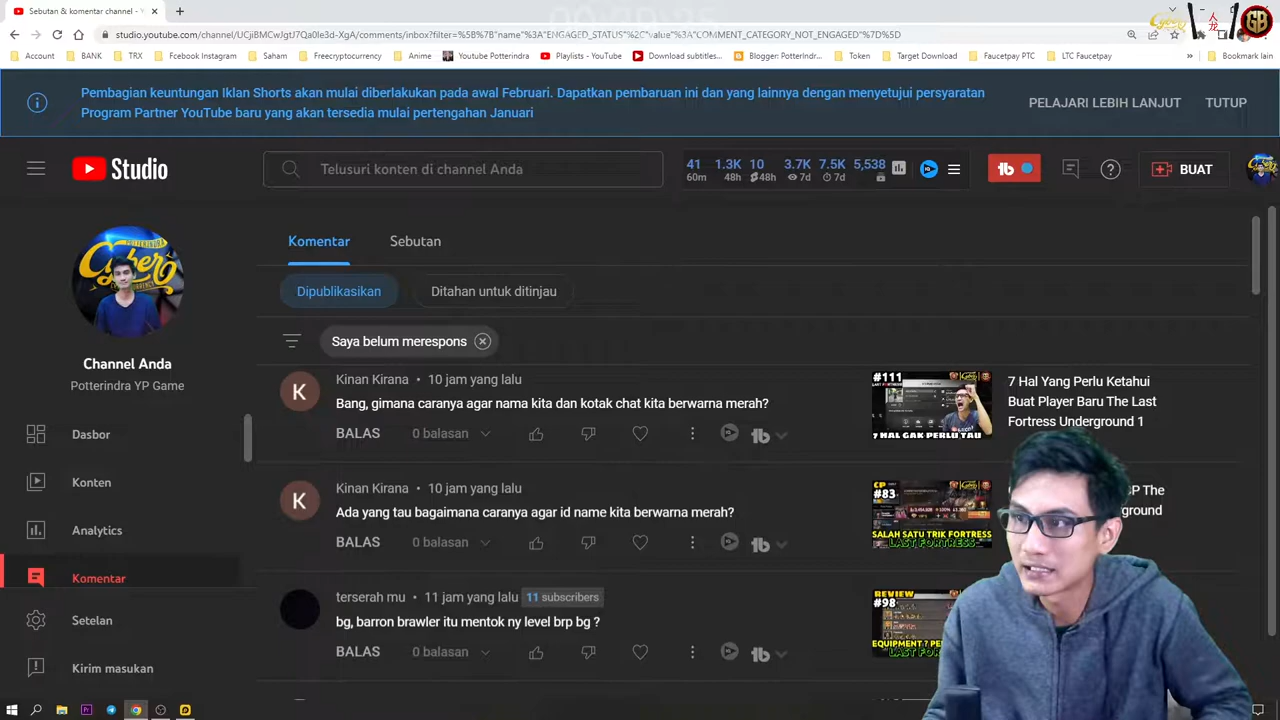 Sebutan & komentar channel - Yo
studio.youtube.com/channel/UCjiBMCwJgtJ7Qa0le3d-XgA/comments/inbox?filter=%5B%7B"name"%3A"ENGAGED_STATUS"%2C"value"%3A"COMMENT_CATEGORY_NOT_ENGAGED"%7D%5D
Account BANK TRX Fcebook Instagram Saham Freecryptocurrency Anime Youtube Potterindra Playlists - YouTube Download subtitles... Blogger: PotterInd... Token Target Download Faucetpay PTC LTC Faucetpay » Bookmark lain
Pembagian keuntungan Iklan Shorts akan mulai diberlakukan pada awal Februari. Dapatkan pembaruan ini dan yang lainnya dengan menyetujui persyaratan
Program Partner YouTube baru yang akan tersedia mulai pertengahan Januari
PELAJARI LEBIH LANJUT TUTUP
Studio
Telusuri konten di channel Anda
41 1.3K 10 3.7K 7.5K 5,538
60m 48h 48h 7d 7d
BUAT
Komentar Sebutan
Dipublikasikan Ditahan untuk ditinjau
Saya belum merespons
POTTERINDRA
Cyber
Channel Anda
Potterindra YP Game
Dasbor
Konten
Analytics
Komentar
Setelan
Kirim masukan
K
Kinan Kirana • 10 jam yang lalu
Bang, gimana caranya agar nama kita dan kotak chat kita berwarna merah?
BALAS 0 balasan
#111
7 HAL GAK PERLU TAU
7 Hal Yang Perlu Ketahui
Buat Player Baru The Last
Fortress Underground 1
K
Kinan Kirana • 10 jam yang lalu
Ada yang tau bagaimana caranya agar id name kita berwarna merah?
BALAS 0 balasan
CP
#83
SALAH SATU TRIK FORTRESS
LAST FORTRESS
P The
ground
terserah mu • 11 jam yang lalu 11 subscribers
bg, barron brawler itu mentok ny level brp bg ?
BALAS 0 balasan
REVIEW
#98